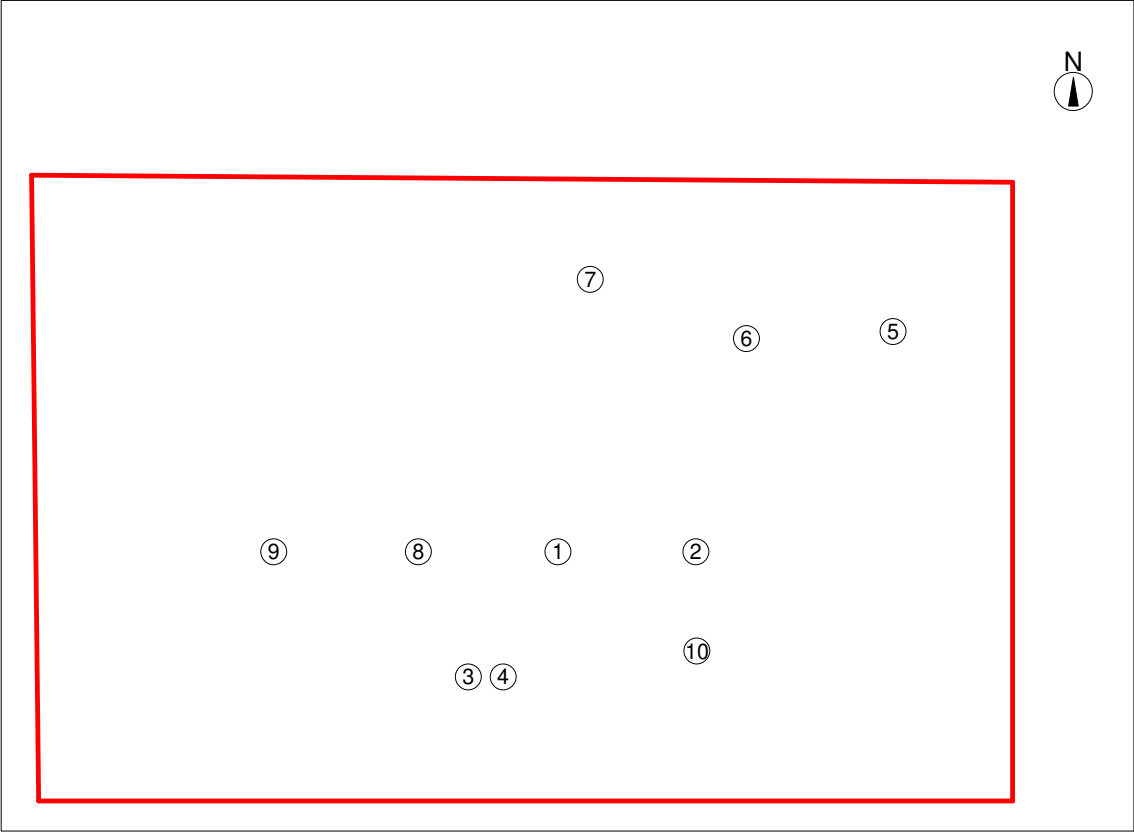 N
⑦
⑥ ⑤
⑨ ⑧ ① ②
⑩
③ ④